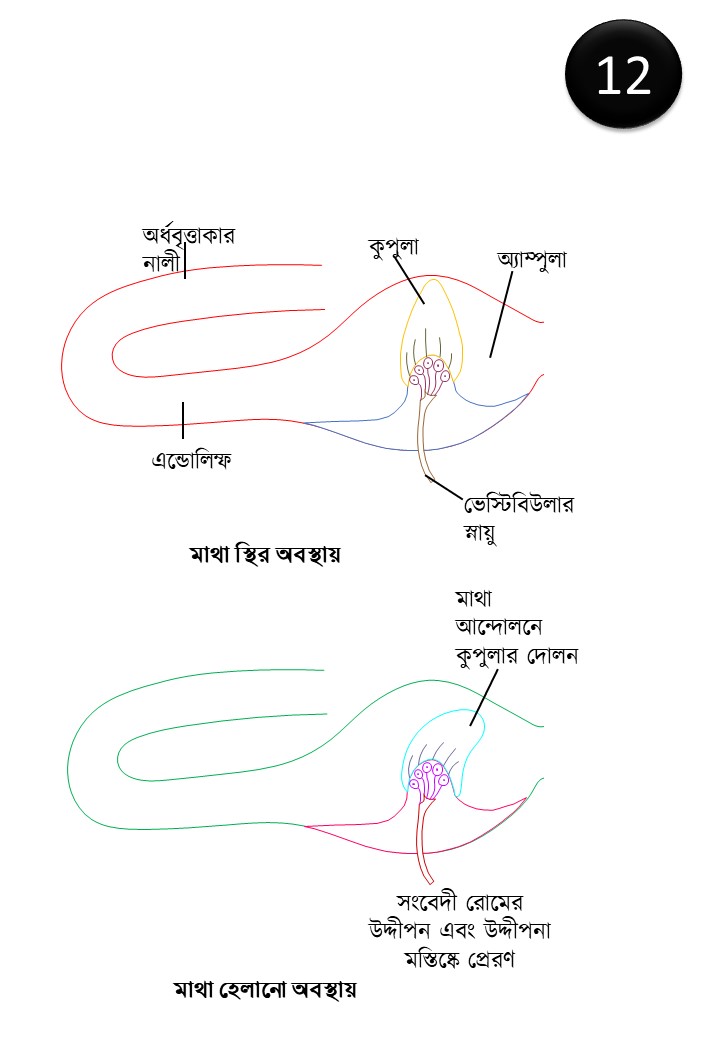 12
অর্ধবৃত্তাকার
নালী
কুপুলা
অ্যাম্পুলা
এন্ডোলিম্ফ
ভেস্টিবিউলার
স্নায়ু
মাথা স্থির অবস্থায়
মাথা
আন্দোলনে
কুপুলার দোলন
সংবেদী রোমের
উদ্দীপন এবং উদ্দীপনা
মস্তিষ্কে প্রেরণ
মাথা হেলানো অবস্থায়